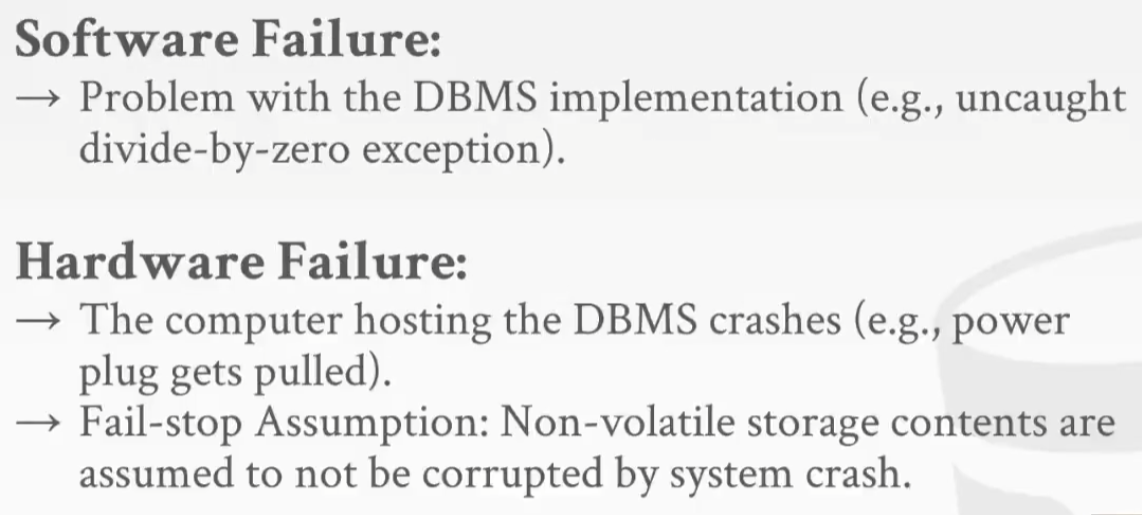 Software Failure:
→ Problem with the DBMS implementation (e.g., uncaught
divide-by-zero exception).
Hardware Failure:
→ The computer hosting the DBMS crashes (e.g., power
plug gets pulled).
→ Fail-stop Assumption: Non-volatile storage contents are
assumed to not be corrupted by system crash.